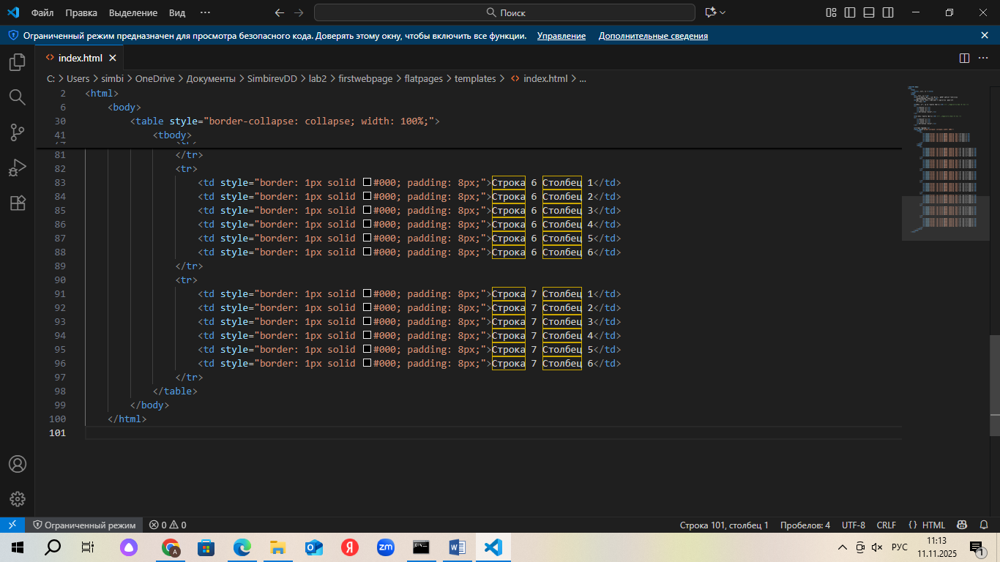 Файл Правка Выделение Вид ··· Поиск
Ограниченный режим предназначен для просмотра безопасного кода. Доверять этому окну, чтобы включить все функции. Управление Дополнительные сведения
<> index.html
C: > Users > simbi > OneDrive > Документы > SimbirevDD > lab2 > firstwebpage > flatpages > templates > <> index.html > ...
2 <html>
6 <body>
30 <table style="border-collapse: collapse; width: 100%;">
41 <tbody>
81 </tr>
82 <tr>
83 <td style="border: 1px solid #000; padding: 8px;">Строка 6 Столбец 1</td>
84 <td style="border: 1px solid #000; padding: 8px;">Строка 6 Столбец 2</td>
85 <td style="border: 1px solid #000; padding: 8px;">Строка 6 Столбец 3</td>
86 <td style="border: 1px solid #000; padding: 8px;">Строка 6 Столбец 4</td>
87 <td style="border: 1px solid #000; padding: 8px;">Строка 6 Столбец 5</td>
88 <td style="border: 1px solid #000; padding: 8px;">Строка 6 Столбец 6</td>
89 </tr>
90 <tr>
91 <td style="border: 1px solid #000; padding: 8px;">Строка 7 Столбец 1</td>
92 <td style="border: 1px solid #000; padding: 8px;">Строка 7 Столбец 2</td>
93 <td style="border: 1px solid #000; padding: 8px;">Строка 7 Столбец 3</td>
94 <td style="border: 1px solid #000; padding: 8px;">Строка 7 Столбец 4</td>
95 <td style="border: 1px solid #000; padding: 8px;">Строка 7 Столбец 5</td>
96 <td style="border: 1px solid #000; padding: 8px;">Строка 7 Столбец 6</td>
97 </tr>
98 </table>
99 </body>
100 </html>
101
Ограниченный режим 0 0 Строка 101, столбец 1 Пробелов: 4 UTF-8 CRLF {} HTML
A Я zm W РУС 11:13 1
11.11.2025